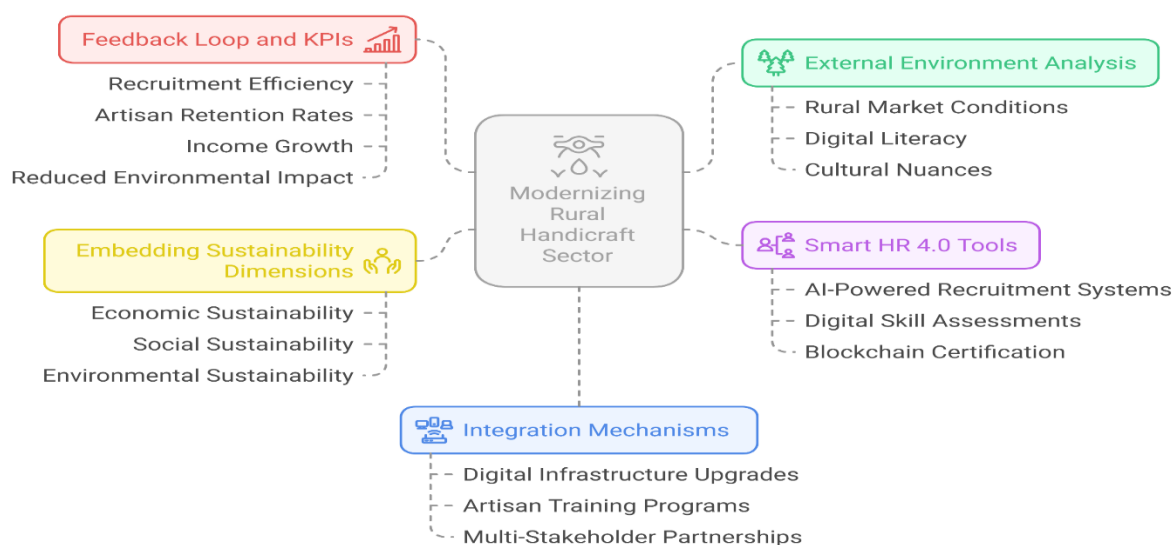 Feedback Loop and KPIs
Recruitment Efficiency
Artisan Retention Rates
Income Growth
Reduced Environmental Impact
Embedding Sustainability
Dimensions
Economic Sustainability
Social Sustainability
Environmental Sustainability
Modernizing
Rural
Handicraft
Sector
External Environment Analysis
Rural Market Conditions
Digital Literacy
Cultural Nuances
Smart HR 4.0 Tools
AI-Powered Recruitment Systems
Digital Skill Assessments
Blockchain Certification
Integration Mechanisms
Digital Infrastructure Upgrades
Artisan Training Programs
Multi-Stakeholder Partnerships